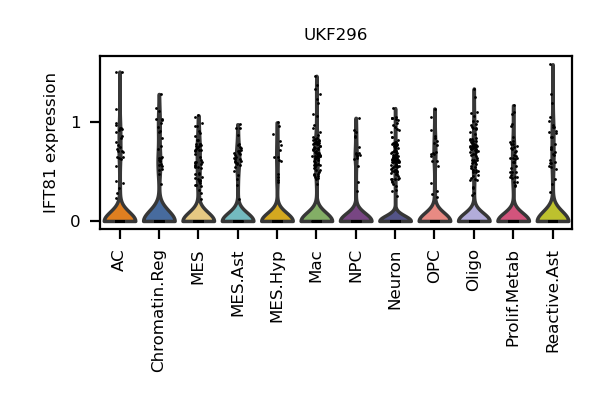 UKF296
IFT81 expression
1
0
AC
Chromatin.Reg
MES
MES.Ast
MES.Hyp
Mac
NPC
Neuron
OPC
Oligo
Prolif.Metab
Reactive.Ast